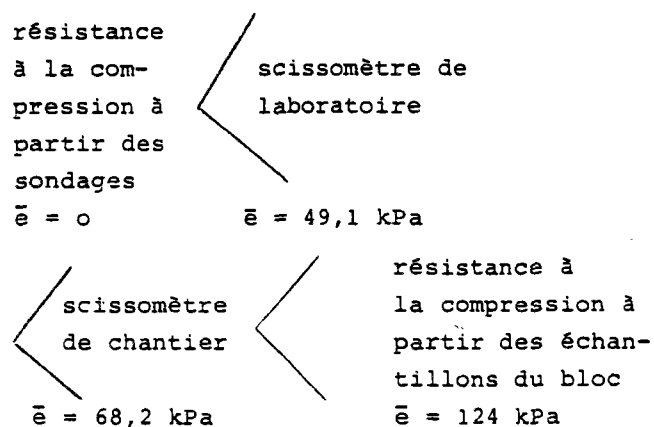 résistance
à la com-
pression à
partir des
sondages
ē = o
scissomètre de
laboratoire
ē = 49,1 kPa
scissomètre
de chantier
ē = 68,2 kPa
résistance à
la compression à
partir des échan-
tillons du bloc
ē = 124 kPa